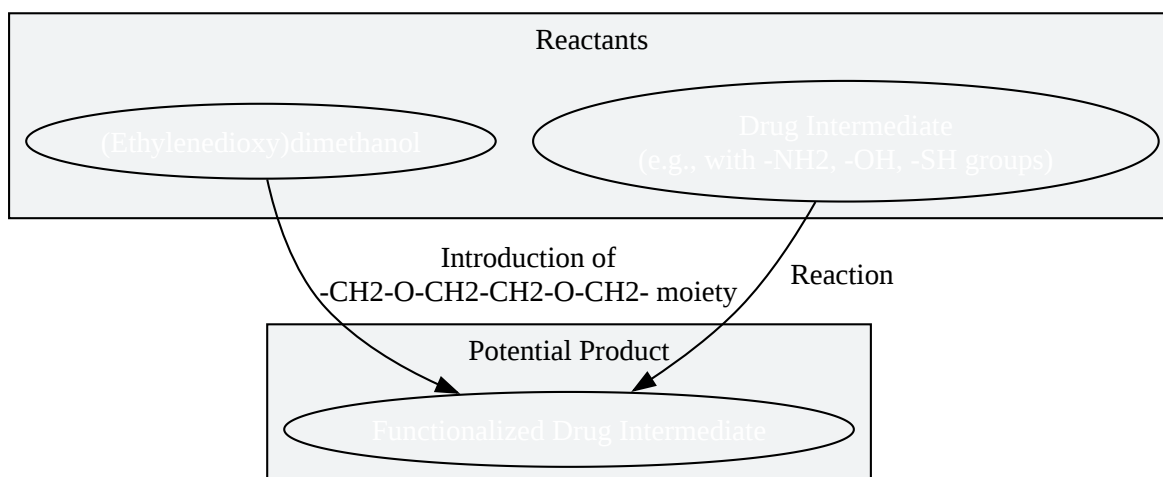 Reactants
(Ethylenedioxy)dimethanol
Drug Intermediate
(e.g., with -NH2, -OH, -SH groups)
Introduction of
-CH2-O-CH2-CH2-O-CH2- moiety
Reaction
Potential Product
Functionalized Drug Intermediate